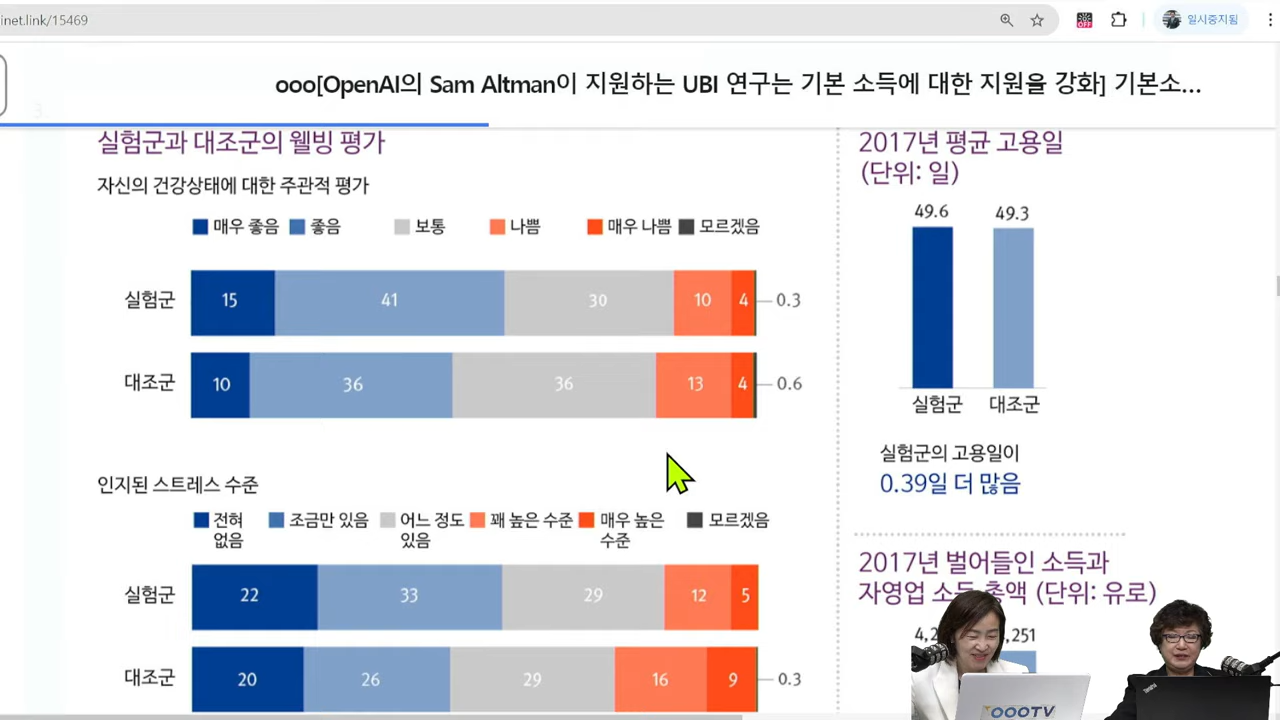 inet.link/15469
OFF
일시중지됨
ooo[OpenAI의 Sam Altman이 지원하는 UBI 연구는 기본 소득에 대한 지원을 강화] 기본소...
실험군과 대조군의 웰빙 평가
자신의 건강상태에 대한 주관적 평가
매우 좋음 좋음 보통 나쁨 매우 나쁨 모르겠음
실험군 15 41 30 10 4 0.3
대조군 10 36 36 13 4 0.6
인지된 스트레스 수준
전혀 없음 조금만 있음 어느 정도 있음 꽤 높은 수준 매우 높은 수준 모르겠음
실험군 22 33 29 12 5
대조군 20 26 29 16 9 0.3
2017년 평균 고용일
(단위: 일)
49.6 49.3
실험군 대조군
실험군의 고용일이
0.39일 더 많음
2017년 벌어들인 소득과
자영업 소득 총액 (단위: 유로)
4,2 ,251
OOOTV
ThinkPad